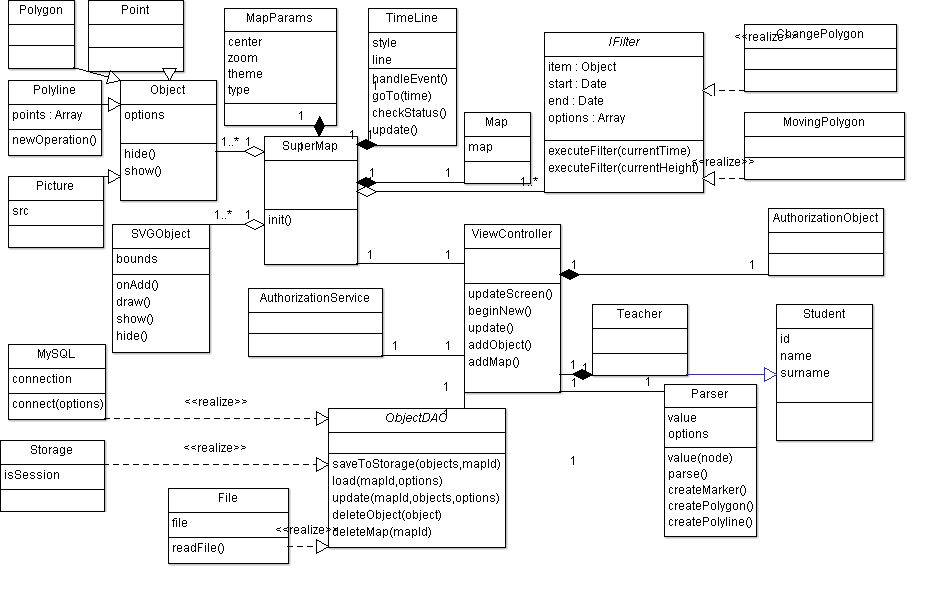 Polygon
Point
MapParams
center
zoom
theme
type
TimeLine
style
line
handleEvent()
goTo(time)
checkStatus()
update()
IFilter
item : Object
start : Date
end : Date
options : Array
executeFilter(currentTime)
executeFilter(currentHeight)
<<realize>>
ChangePolygon
MovingPolygon
<<realize>>
Polyline
points : Array
newOperation()
Object
options
hide()
show()
Picture
src
1..*
1
1
1
SuperMap
init()
1
1
Map
map
1
1
1..*
1..*
1
SVGObject
bounds
onAdd()
draw()
show()
hide()
1
1
ViewController
updateScreen()
beginNew()
update()
addObject()
addMap()
1
1
AuthorizationObject
AuthorizationService
1
1
Teacher
1
1
Student
id
name
surname
1
1
Parser
value
options
value(node)
parse()
createMarker()
createPolygon()
createPolyline()
MySQL
connection
connect(options)
<<realize>>
1
1
ObjectDAO
saveToStorage(objects,mapId)
load(mapId,options)
update(mapId,objects,options)
deleteObject(object)
deleteMap(mapId)
Storage
isSession
<<realize>>
1
File
file
readFile()
<<realize>>